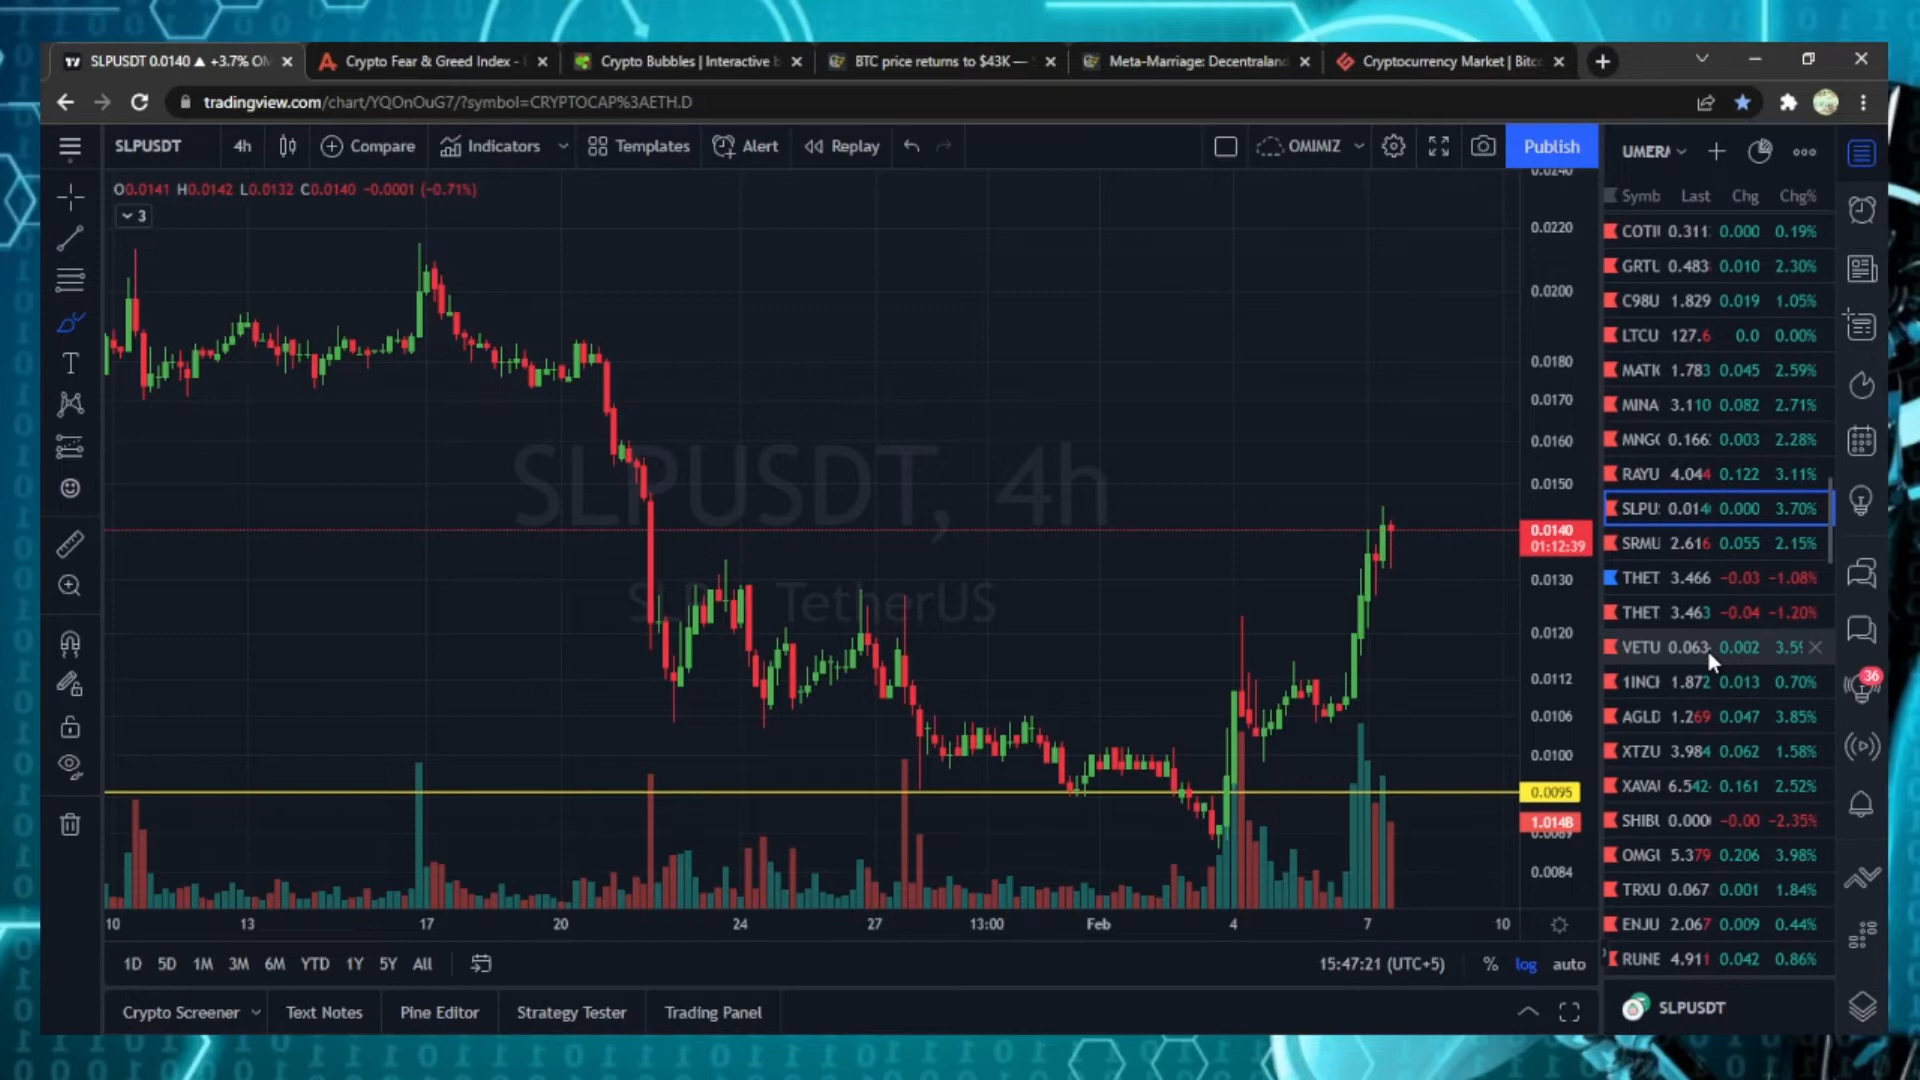 SLPUSDT 0.0140 ▲ +3.7% OM
Crypto Fear & Greed Index -
Crypto Bubbles | Interactive b
BTC price returns to $43K —
Meta-Marriage: Decentraland
Cryptocurrency Market | Bitc
tradingview.com/chart/YQOnOuG7/?symbol=CRYPTOCAP%3AETH.D
SLPUSDT 4h Compare Indicators Templates Alert Replay OMIMIZ Publish UMER
O0.0141 H0.0142 L0.0132 C0.0140 -0.0001 (-0.71%)
3
SLPUSDT, 4h
TetherUS
0.0240
0.0220
0.0200
0.0180
0.0170
0.0160
0.0150
0.0140
01:12:39
0.0130
0.0120
0.0112
0.0106
0.0100
0.0095
1.014B
0.0089
0.0084
10 13 17 20 24 27 13:00 Feb 4 7 10
1D 5D 1M 3M 6M YTD 1Y 5Y All
15:47:21 (UTC+5) % log auto
Crypto Screener Text Notes Pine Editor Strategy Tester Trading Panel
Symb Last Chg Chg%
COTI 0.311 0.000 0.19%
GRTU 0.483 0.010 2.30%
C98U 1.829 0.019 1.05%
LTCU 127.6 0.0 0.00%
MATI 1.783 0.045 2.59%
MINA 3.110 0.082 2.71%
MNG 0.166 0.003 2.28%
RAYU 4.044 0.122 3.11%
SLPU 0.014 0.000 3.70%
SRMU 2.616 0.055 2.15%
THET 3.466 -0.03 -1.08%
THET 3.463 -0.04 -1.20%
VETU 0.063 0.002 3.5
1INCH 1.872 0.013 0.70%
AGLD 1.269 0.047 3.85%
XTZU 3.984 0.062 1.58%
XAVA 6.542 0.161 2.52%
SHIB 0.000 -0.00 -2.35%
OMG 5.379 0.206 3.98%
TRXU 0.067 0.001 1.84%
ENJU 2.067 0.009 0.44%
RUNE 4.911 0.042 0.86%
SLPUSDT
36